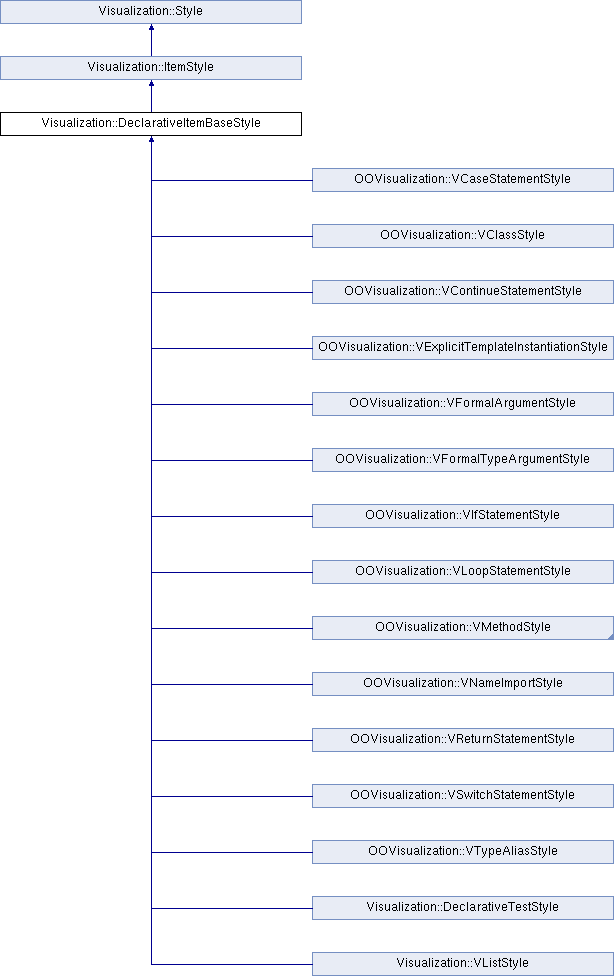 Visualization::Style
Visualization::ItemStyle
Visualization::DeclarativeItemBaseStyle
OOVisualization::VCaseStatementStyle
OOVisualization::VClassStyle
OOVisualization::VContinueStatementStyle
OOVisualization::VExplicitTemplateInstantiationStyle
OOVisualization::VFormalArgumentStyle
OOVisualization::VFormalTypeArgumentStyle
OOVisualization::VIfStatementStyle
OOVisualization::VLoopStatementStyle
OOVisualization::VMethodStyle
OOVisualization::VNameImportStyle
OOVisualization::VReturnStatementStyle
OOVisualization::VSwitchStatementStyle
OOVisualization::VTypeAliasStyle
Visualization::DeclarativeTestStyle
Visualization::VListStyle